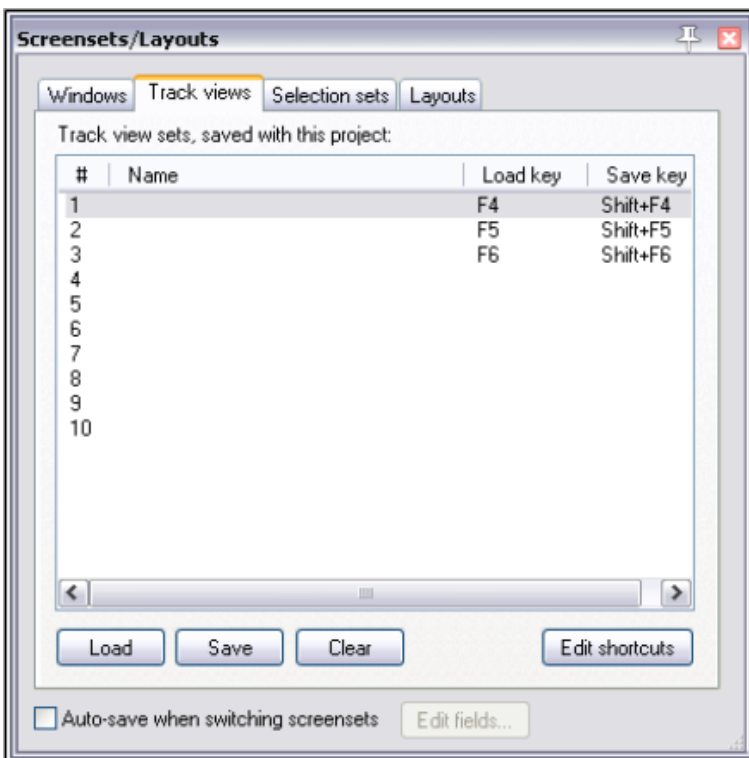 Screensets/Layouts
Windows Track views Selection sets Layouts
Track view sets, saved with this project:
# Name Load key Save key
1 F4 Shift+F4
2 F5 Shift+F5
3 F6 Shift+F6
4
5
6
7
8
9
10
Load Save Clear Edit shortcuts
Auto-save when switching screensets Edit fields...